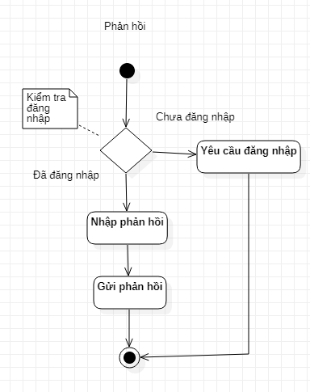 Phản hồi
Kiểm tra
đăng
nhập
Chưa đăng nhập
Yêu cầu đăng nhập
Đã đăng nhập
Nhập phản hồi
Gửi phản hồi